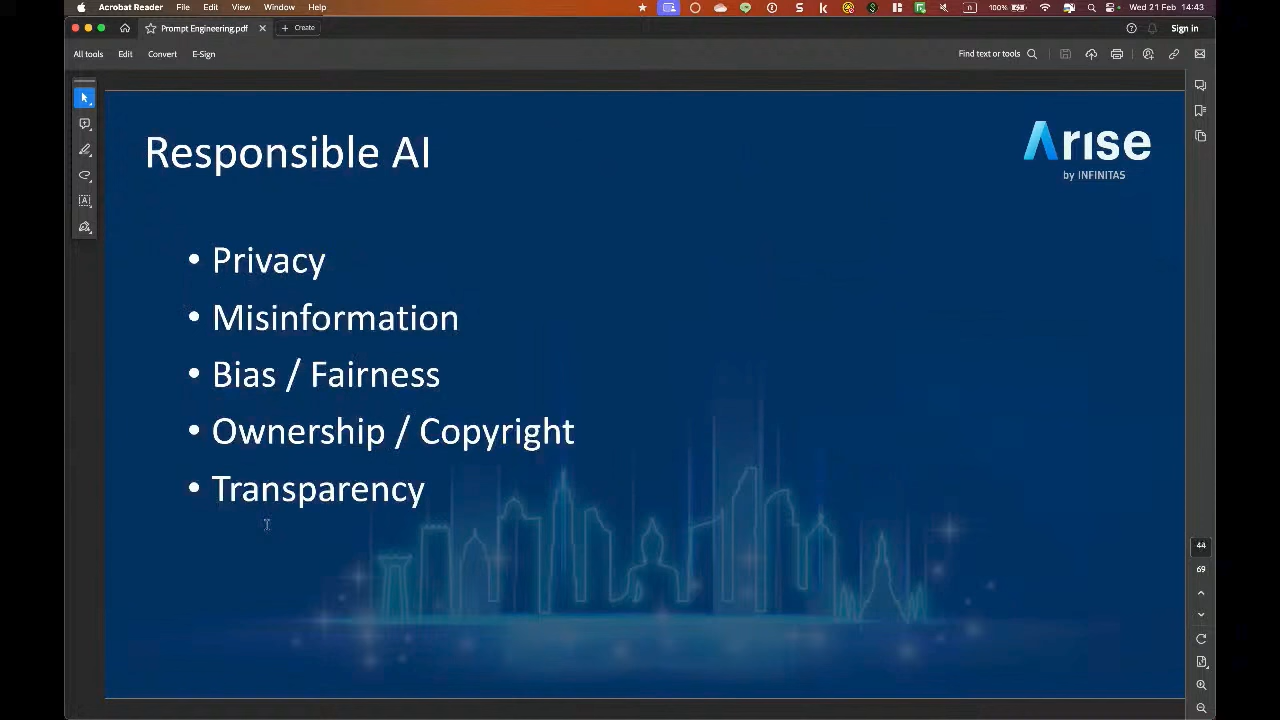 Acrobat Reader File Edit View Window Help 100% Wed 21 Feb 14:43
Prompt Engineering.pdf Create Sign in
All tools Edit Convert E-Sign Find text or tools
Responsible AI
Arise
by INFINITAS
• Privacy
• Misinformation
• Bias / Fairness
• Ownership / Copyright
• Transparency
44
69